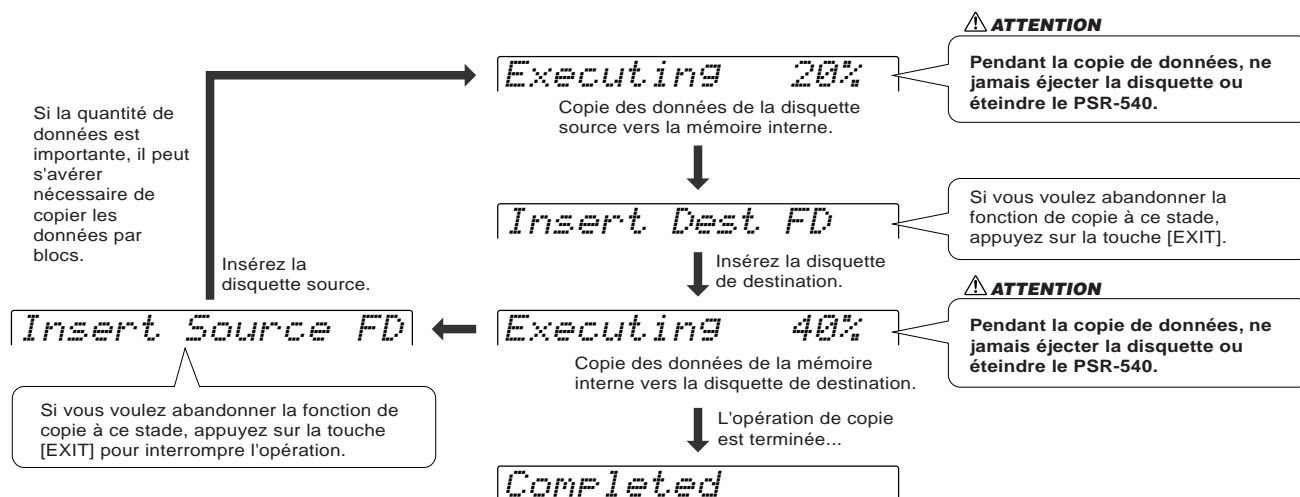 ATTENTION
Executing 20%
Pendant la copie de données, ne
jamais éjecter la disquette ou
éteindre le PSR-540.
Copie des données de la disquette
source vers la mémoire interne.
Si la quantité de
données est
importante, il peut
s'avérer
nécessaire de
copier les
données par
blocs.
Insert Dest FD
Si vous voulez abandonner la
fonction de copie à ce stade,
appuyez sur la touche [EXIT].
Insérez la disquette
de destination.
Insérez la
disquette source.
ATTENTION
Insert Source FD
Executing 40%
Pendant la copie de données, ne
jamais éjecter la disquette ou
éteindre le PSR-540.
Copie des données de la mémoire
interne vers la disquette de destination.
Si vous voulez abandonner la fonction de
copie à ce stade, appuyez sur la touche
[EXIT] pour interrompre l'opération.
L'opération de copie
est terminée...
Completed